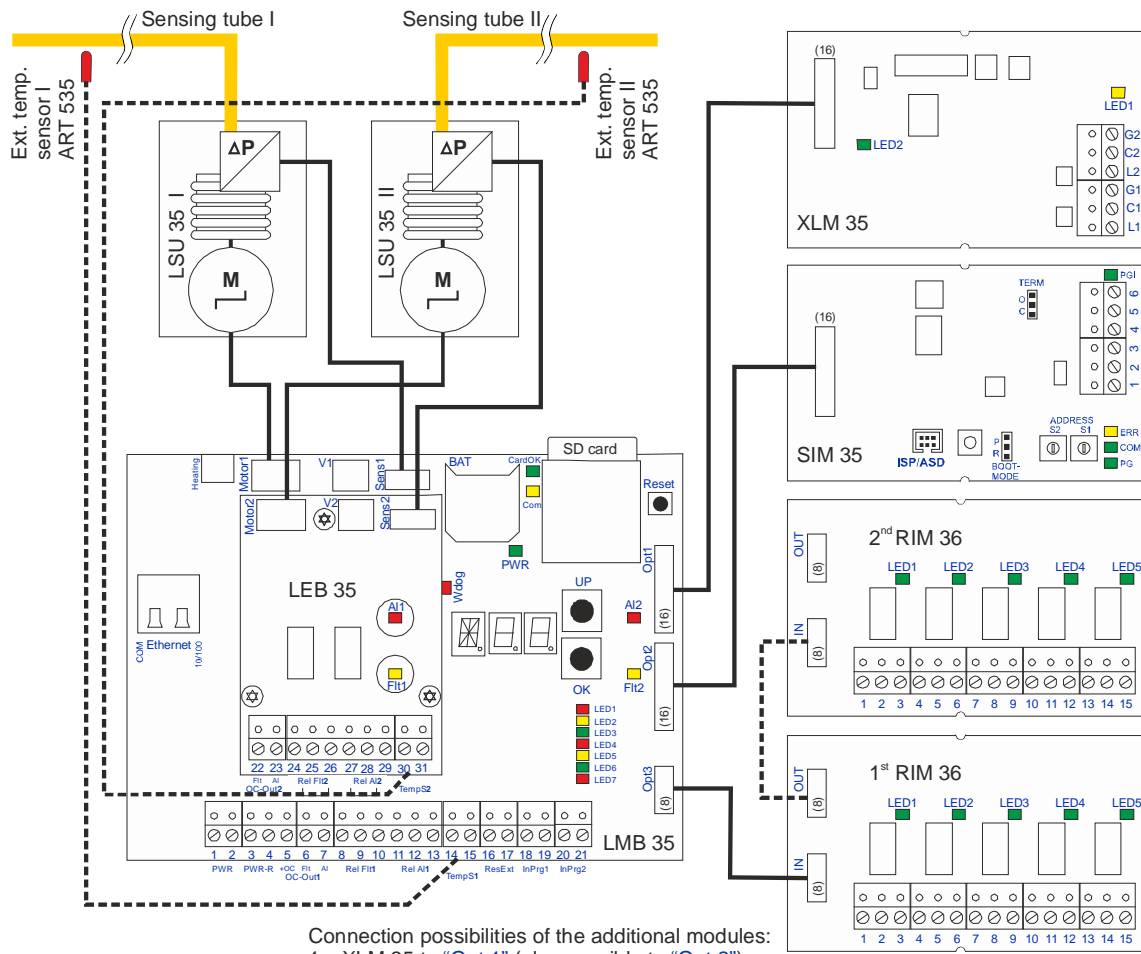 Sensing tube I
Sensing tube II
Ext. temp.
sensor I
ART 535
Ext. temp.
sensor II
ART 535
ΔP
ΔP
LSU 35 I
LSU 35 II
M
M
(16)
LED1
LED2
G2
C2
L2
G1
C1
L1
XLM 35
PGI
TERM
O
C
(16)
6
5
4
3
2
1
ADDRESS
S2 S1
ERR
COM
PG
P
R
BOOT-
MODE
ISP/ASD
SIM 35
SD card
Heating
Motor1
V1
Sens1
BAT
CardOK
Com
Reset
Motor2
V2
Sens2
PWR
Opt1
(16)
LEB 35
Wdog
UP
Al1
Al2
COM Ethernet 10/100
Flt1
OK
Flt2
Opt2
(16)
LED1
LED2
LED3
LED4
LED5
LED6
LED7
22 23 24 25 26 27 28 29 30 31
Flt Al Rel Flt2 Rel Al2 TempS2
OC-Out2
Opt3
(8)
LMB 35
1 2 3 4 5 6 7 8 9 10 11 12 13 14 15 16 17 18 19 20 21
PWR PWR-R +OC Flt Al Rel Flt1 Rel Al1 TempS1 ResExt InPrg1 InPrg2
OC-Out1
OUT
(8)
2nd RIM 36
LED1 LED2 LED3 LED4 LED5
IN
(8)
1 2 3 4 5 6 7 8 9 10 11 12 13 14 15
OUT
(8)
1st RIM 36
LED1 LED2 LED3 LED4 LED5
IN
(8)
1 2 3 4 5 6 7 8 9 10 11 12 13 14 15
Connection possibilities of the additional modules: